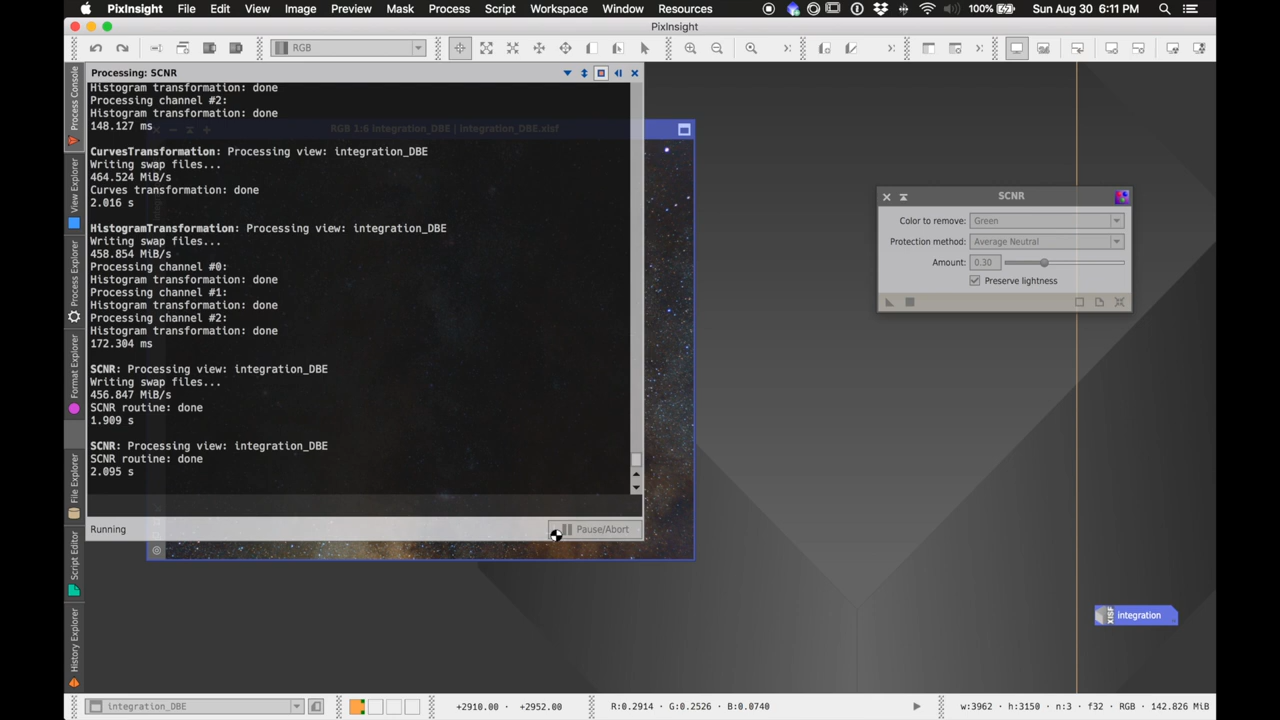 PixInsight File Edit View Image Preview Mask Process Script Workspace Window Resources 100% Sun Aug 30 6:11 PM
PixInsight
RGB
Processing: SCNR
Histogram transformation: done
Processing channel #2:
Histogram transformation: done
148.127 ms
RGB 1:6 integration_DBE | integration_DBE.xisf
CurvesTransformation: Processing view: integration_DBE
Writing swap files...
464.524 MiB/s
Curves transformation: done
2.016 s
HistogramTransformation: Processing view: integration_DBE
Writing swap files...
458.854 MiB/s
Processing channel #0:
Histogram transformation: done
Processing channel #1:
Histogram transformation: done
Processing channel #2:
Histogram transformation: done
172.304 ms
SCNR: Processing view: integration_DBE
Writing swap files...
456.847 MiB/s
SCNR routine: done
1.909 s
SCNR: Processing view: integration_DBE
SCNR routine: done
2.095 s
Running
Pause/Abort
Process Console
View Explorer
Process Explorer
Format Explorer
File Explorer
Script Editor
History Explorer
SCNR
Color to remove: Green
Protection method: Average Neutral
Amount: 0.30
Preserve lightness
XISF
integration
integration_DBE
+2910.00 · +2952.00
R:0.2914 · G:0.2526 · B:0.0740
w:3962 · h:3150 · n:3 · f32 · RGB · 142.826 MiB